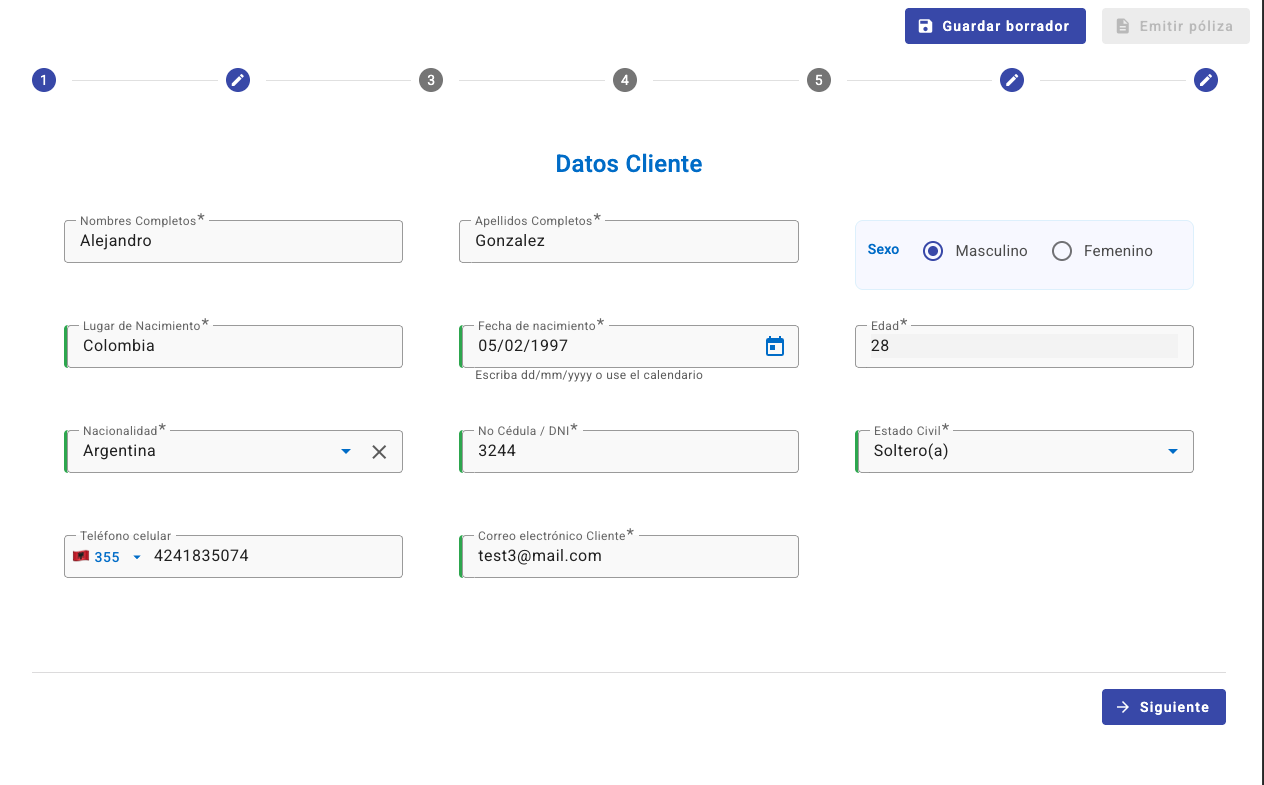 Guardar borrador
Emitir póliza
1
3
4
5
Datos Cliente
Nombres Completos*
Alejandro
Apellidos Completos*
Gonzalez
Sexo
Masculino
Femenino
Lugar de Nacimiento*
Colombia
Fecha de nacimiento*
05/02/1997
Escriba dd/mm/yyyy o use el calendario
Edad*
28
Nacionalidad*
Argentina
No Cédula / DNI*
3244
Estado Civil*
Soltero(a)
Teléfono celular
355 4241835074
Correo electrónico Cliente*
test3@mail.com
Siguiente